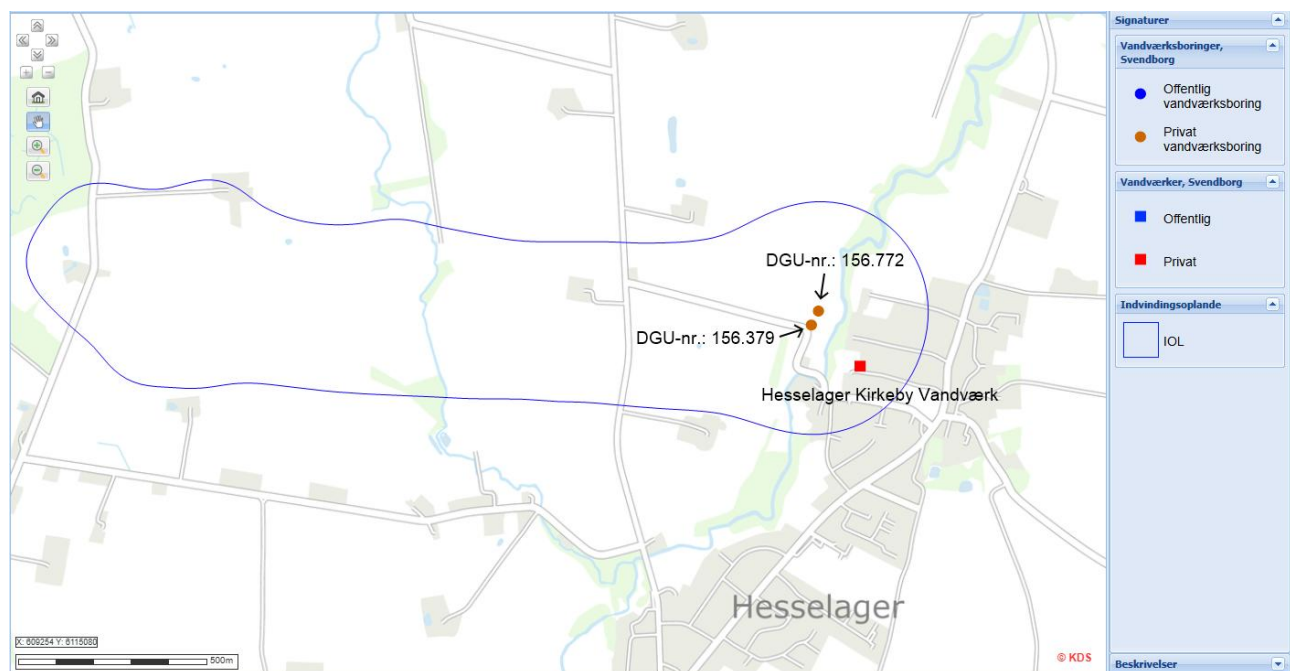 Signaturer
Vandværksboringer,
Svendborg
Offentlig
vandværksboring
Privat
vandværksboring
Vandværker, Svendborg
Offentlig
Privat
Indvindingsoplande
IOL
Beskrivelser
DGU-nr.: 156.772
DGU-nr.: 156.379
Hesselager Kirkeby Vandværk
Hesselager
X: 609254 Y: 6115080
500m
© KDS